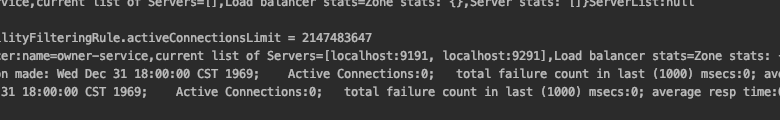 vice,current list of Servers=[],Load balancer stats=Zone stats: {},Server stats: []}ServerList:null
lityFilteringRule.activeConnectionsLimit = 2147483647
cer:name=owner-service,current list of Servers=[localhost:9191, localhost:9291],Load balancer stats=Zone stats: {
on made: Wed Dec 31 18:00:00 CST 1969; Active Connections:0; total failure count in last (1000) msecs:0; ave
31 18:00:00 CST 1969; Active Connections:0; total failure count in last (1000) msecs:0; average resp time:0